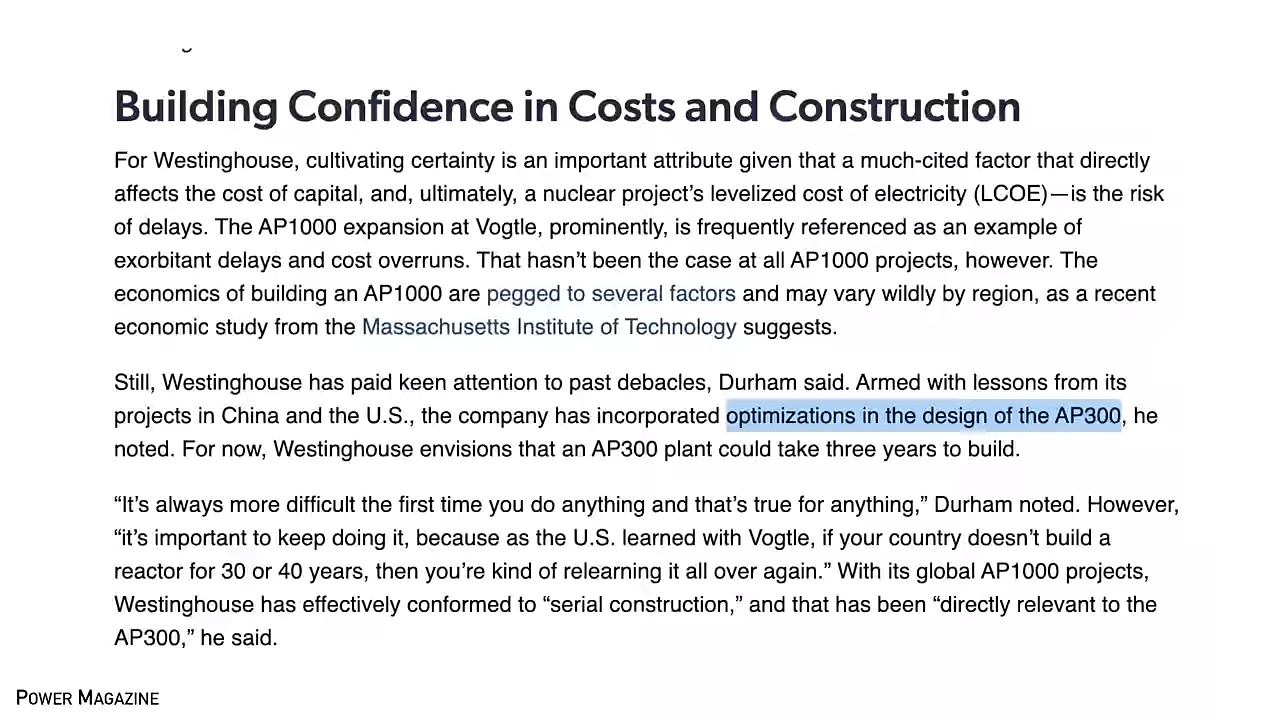 Building Confidence in Costs and Construction
For Westinghouse, cultivating certainty is an important attribute given that a much-cited factor that directly
affects the cost of capital, and, ultimately, a nuclear project’s levelized cost of electricity (LCOE)—is the risk
of delays. The AP1000 expansion at Vogtle, prominently, is frequently referenced as an example of
exorbitant delays and cost overruns. That hasn’t been the case at all AP1000 projects, however. The
economics of building an AP1000 are pegged to several factors and may vary wildly by region, as a recent
economic study from the Massachusetts Institute of Technology suggests.
Still, Westinghouse has paid keen attention to past debacles, Durham said. Armed with lessons from its
projects in China and the U.S., the company has incorporated optimizations in the design of the AP300, he
noted. For now, Westinghouse envisions that an AP300 plant could take three years to build.
“It’s always more difficult the first time you do anything and that’s true for anything,” Durham noted. However,
“it’s important to keep doing it, because as the U.S. learned with Vogtle, if your country doesn’t build a
reactor for 30 or 40 years, then you’re kind of relearning it all over again.” With its global AP1000 projects,
Westinghouse has effectively conformed to “serial construction,” and that has been “directly relevant to the
AP300,” he said.
POWER MAGAZINE